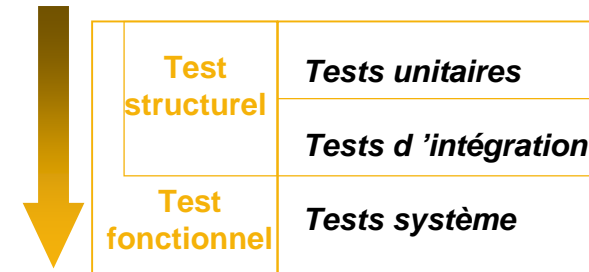 Test
structurel
Tests unitaires
Tests d ’intégration
Test
fonctionnel
Tests système